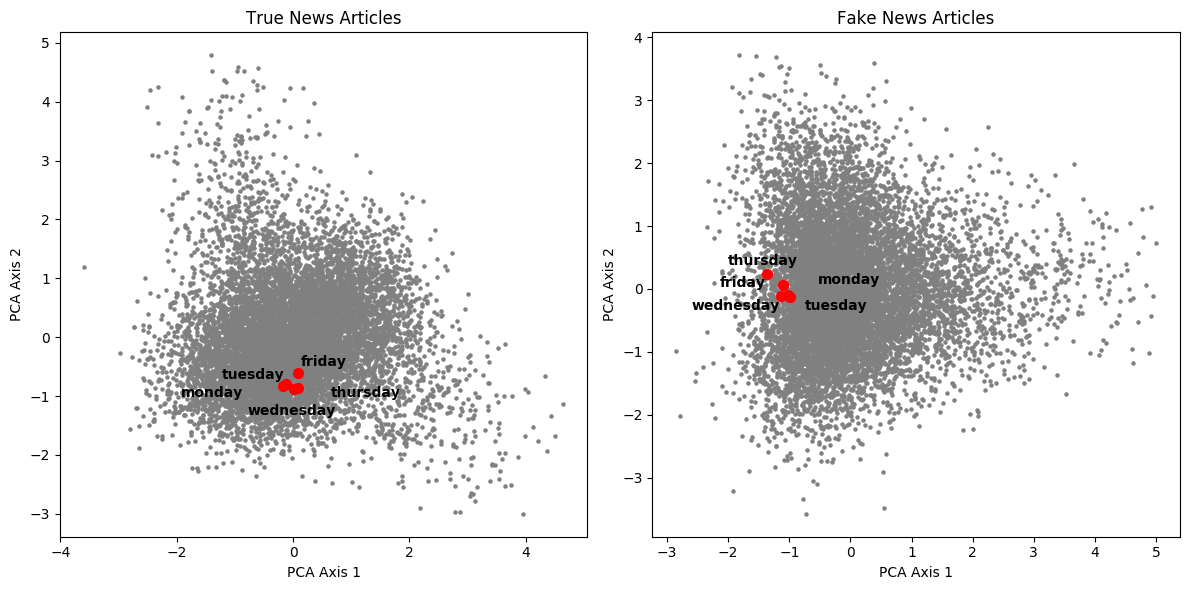 True News Articles
5
4
3
2
1
0
−1
−2
−3
PCA Axis 2
friday
tuesday
monday
thursday
wednesday
−4
−2
0
2
4
PCA Axis 1
Fake News Articles
4
3
2
1
0
−1
−2
−3
PCA Axis 2
thursday
monday
friday
wednesday
tuesday
−3
−2
−1
0
1
2
3
4
5
PCA Axis 1